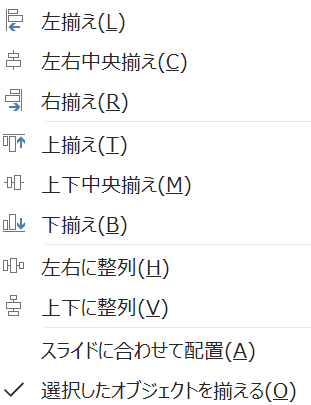 左揃え(L)
左右中央揃え(C)
右揃え(R)
上揃え(T)
上下中央揃え(M)
下揃え(B)
左右に整列(H)
上下に整列(V)
スライドに合わせて配置(A)
選択したオブジェクトを揃える(O)